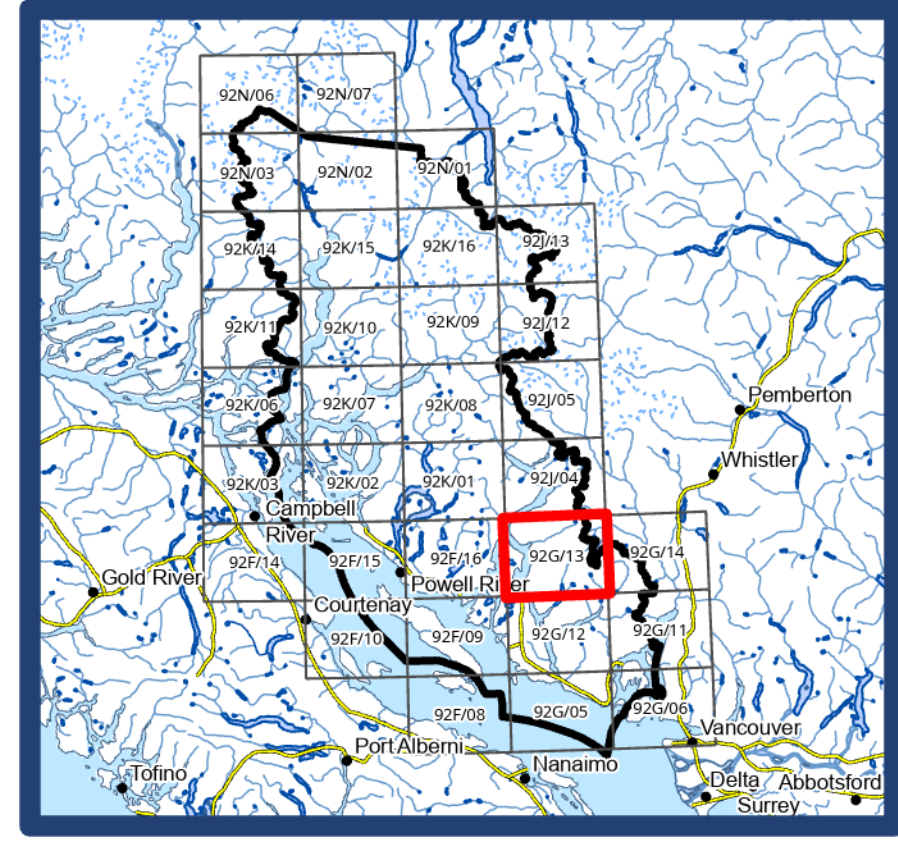 92N/06
92N/07
92N/03
92N/02
92N/01
92K/14
92K/15
92K/16
92J/13
92K/11
92K/10
92K/09
92J/12
92K/06
92K/07
92K/08
92J/05
Pemberton
Whistler
92K/03
92K/02
92K/01
92J/04
Campbell
River
92F/14
92F/15
92F/16
92G/13
92G/14
Gold River
Powell River
Courtenay
92F/10
92F/09
92G/12
92G/11
92F/08
92G/05
92G/06
Vancouver
Port Alberni
Nanaimo
Tofino
Delta
Abbotsford
Surrey